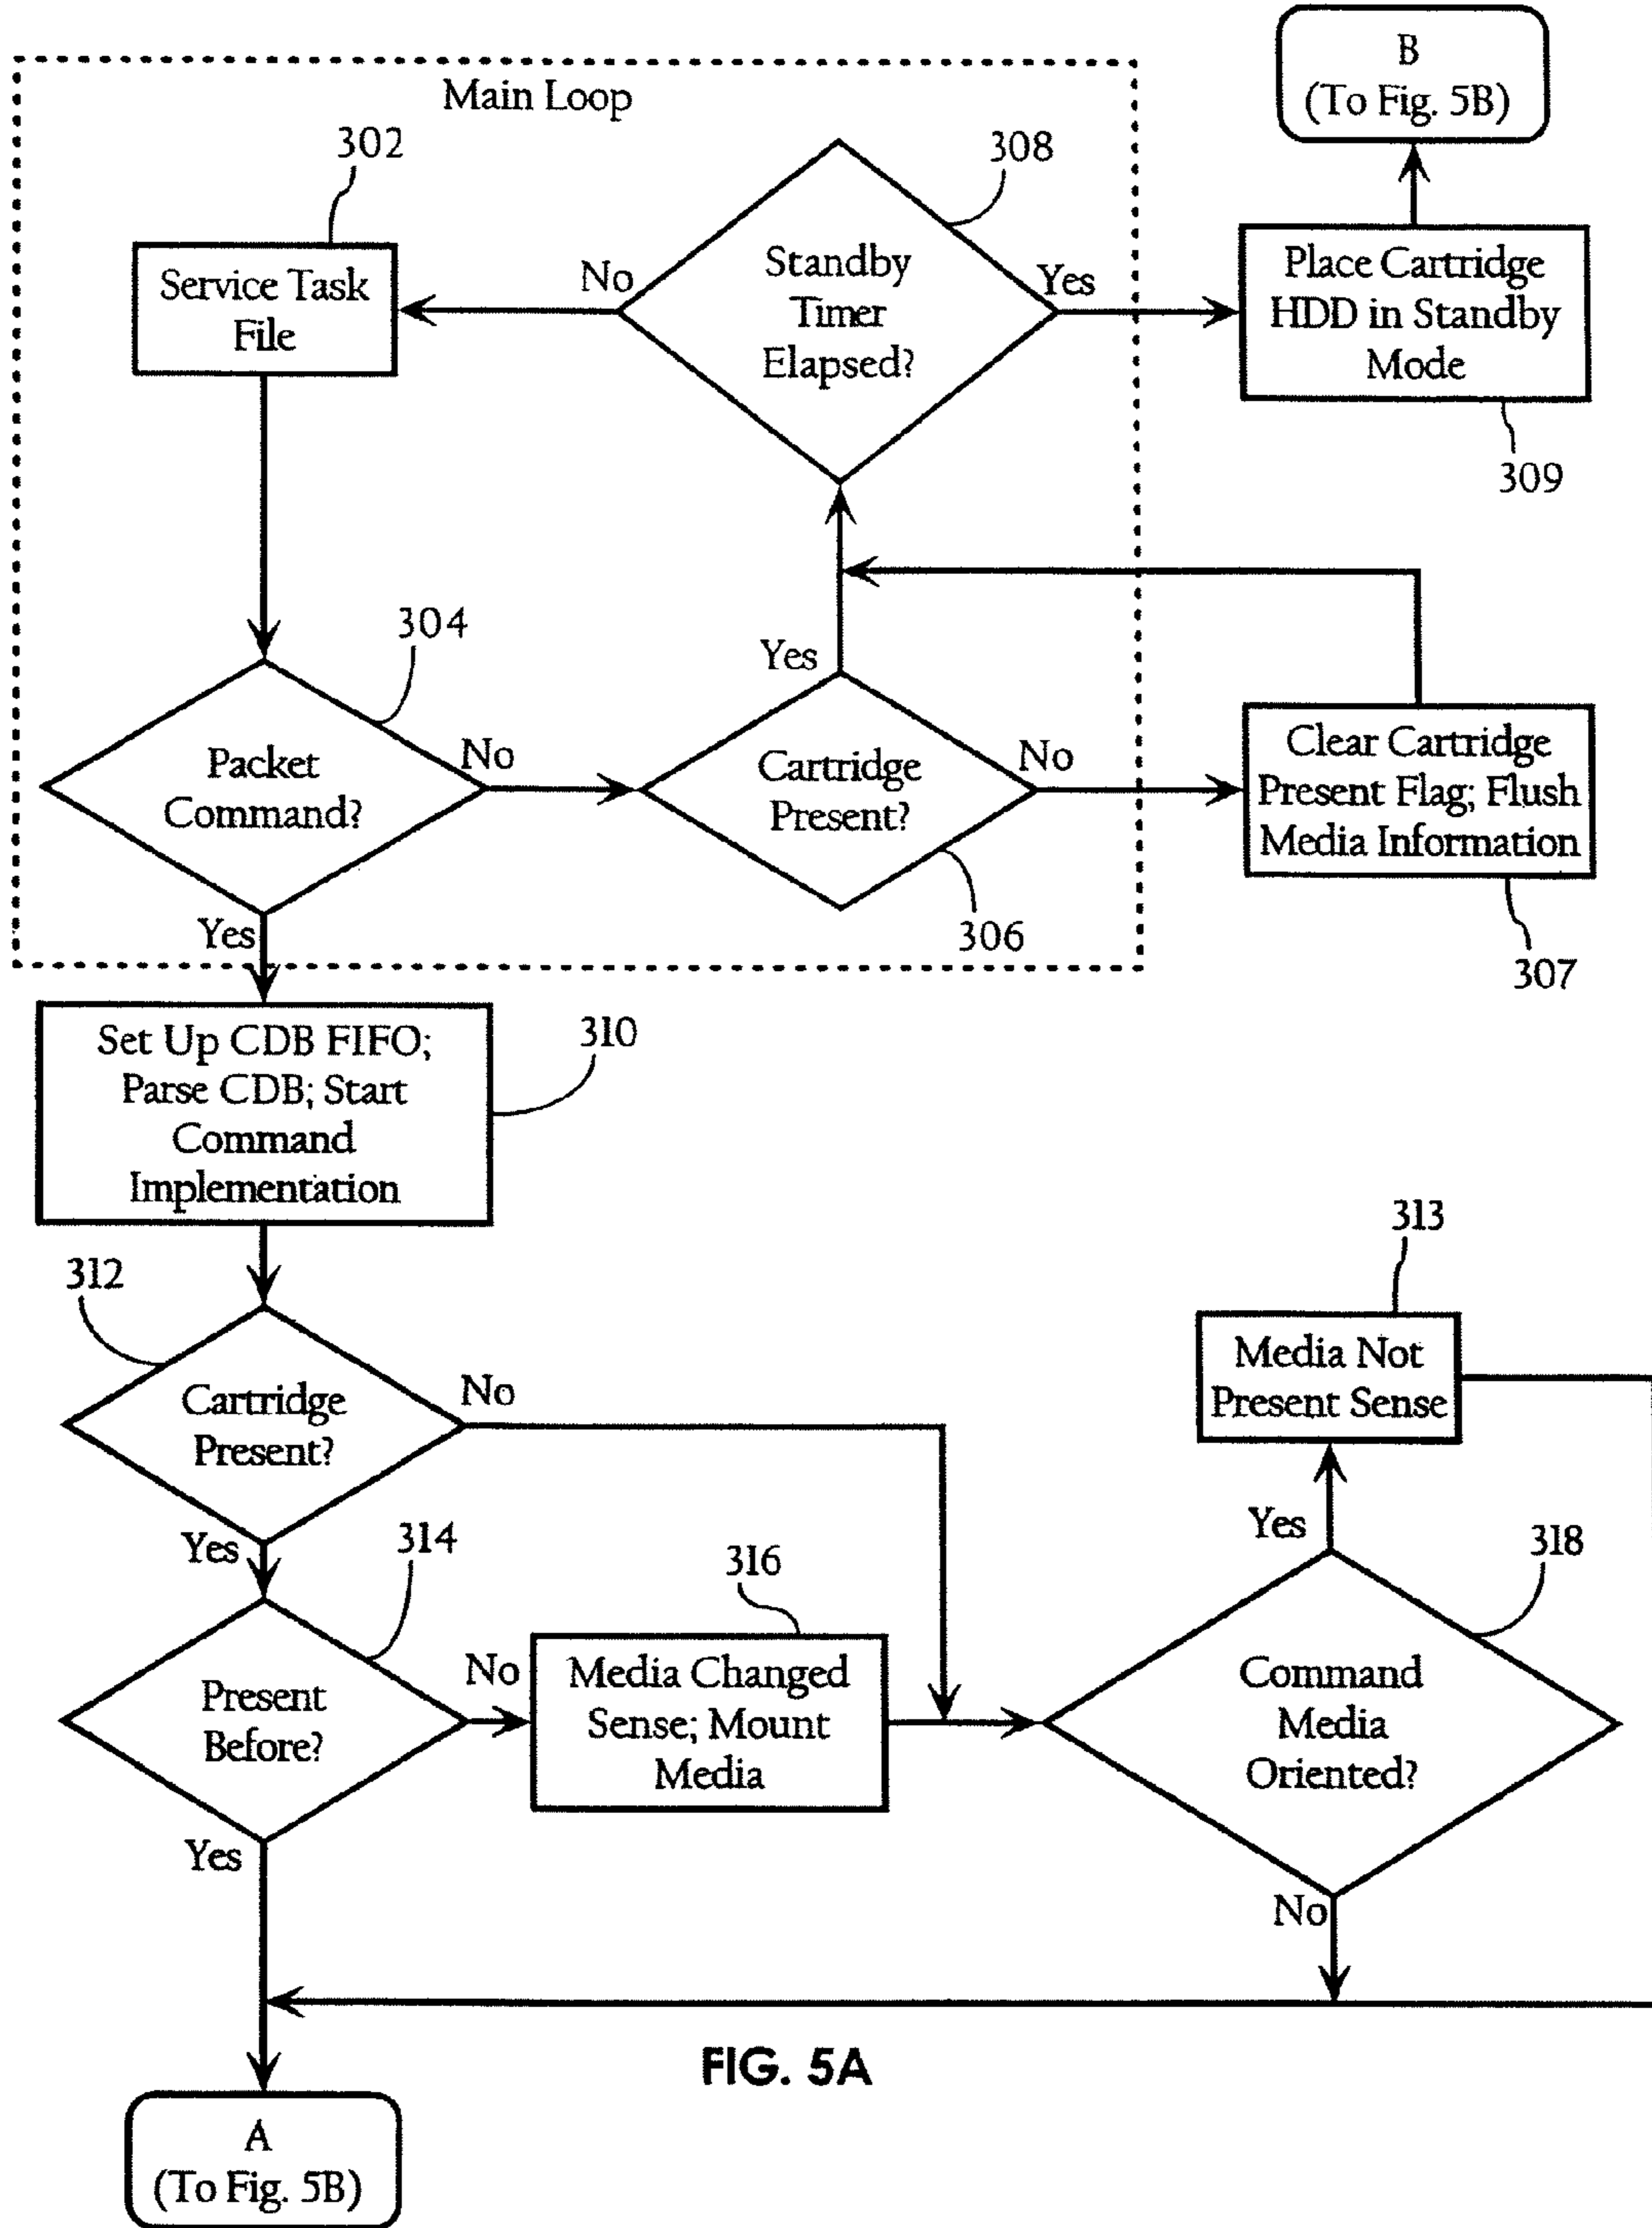 B
(To Fig. 5B)
Main Loop
302
308
Service Task
File
No
Standby
Timer
Elapsed?
Yes
Place Cartridge
HDD in Standby
Mode
309
304
Yes
Packet
Command?
No
Cartridge
Present?
No
Clear Cartridge
Present Flag; Flush
Media Information
306
307
Yes
Set Up CDB FIFO;
Parse CDB; Start
Command
Implementation
310
312
Cartridge
Present?
No
313
Media Not
Present Sense
Yes
314
316
Yes
318
Present
Before?
No
Media Changed
Sense; Mount
Media
Command
Media
Oriented?
Yes
No
FIG. 5A
A
(To Fig. 5B)